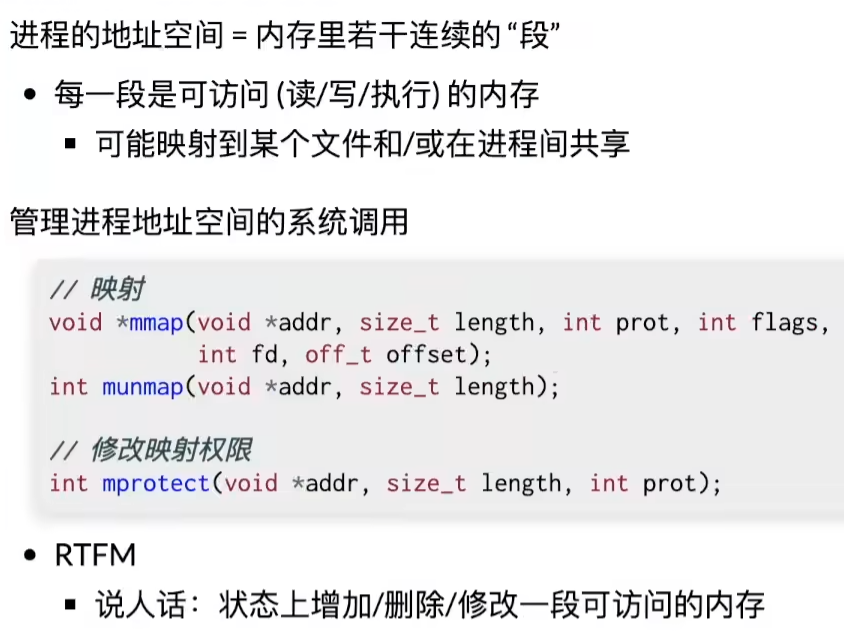 进程的地址空间 = 内存里若干连续的 “段”
• 每一段是可访问 (读/写/执行) 的内存
▪ 可能映射到某个文件和/或在进程间共享
管理进程地址空间的系统调用
// 映射
void *mmap(void *addr, size_t length, int prot, int flags,
int fd, off_t offset);
int munmap(void *addr, size_t length);
// 修改映射权限
int mprotect(void *addr, size_t length, int prot);
• RTFM
▪ 说人话：状态上增加/删除/修改一段可访问的内存